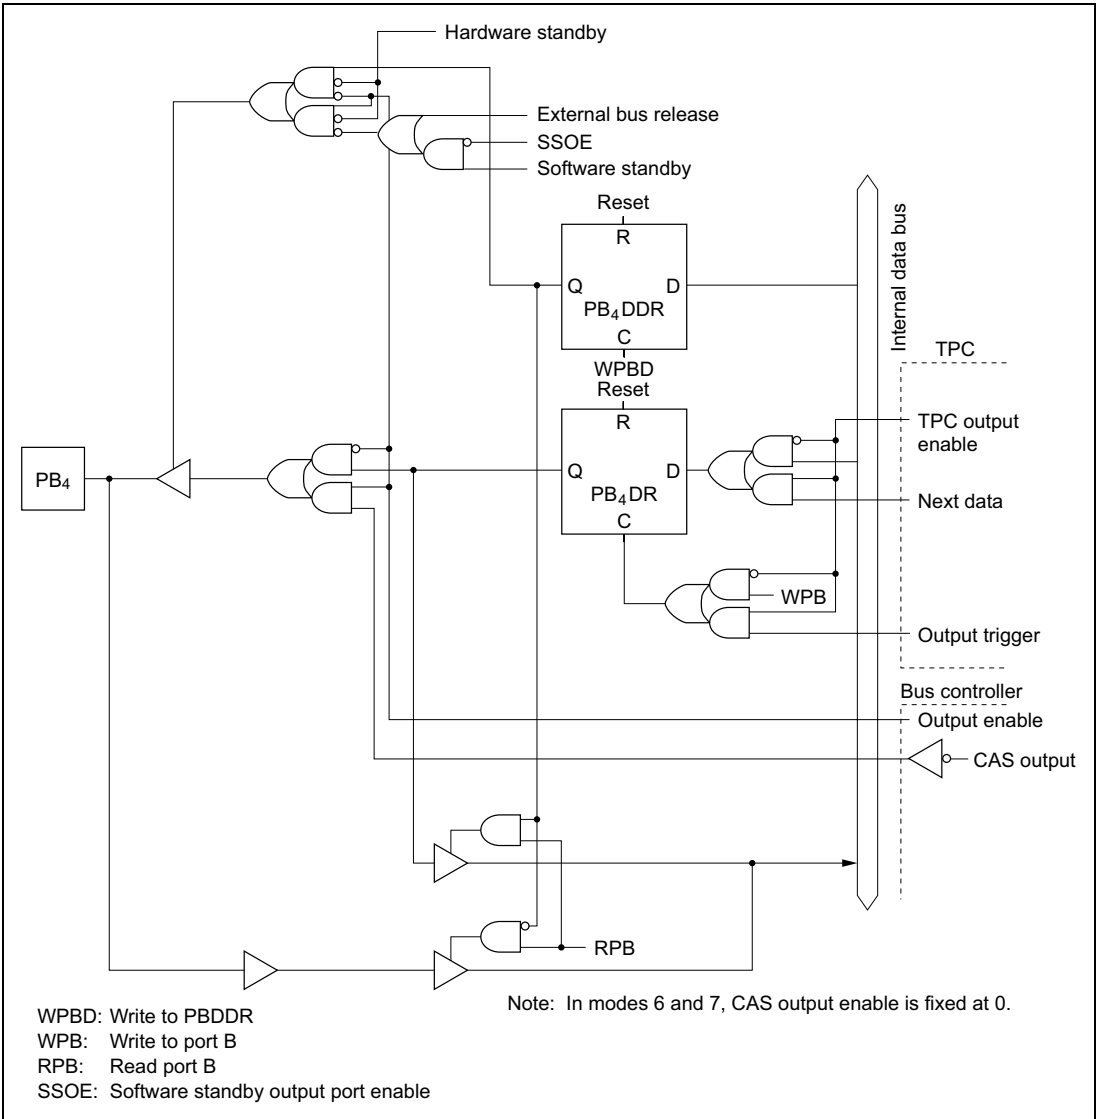 Hardware standby
External bus release
SSOE
Software standby
Reset
R
Q D
PB4DDR
C
WPBD
Internal data bus
TPC
Reset
R
TPC output
enable
PB4
Q D
PB4DR
C
Next data
WPB
Output trigger
Bus controller
Output enable
CAS output
RPB
Note: In modes 6 and 7, CAS output enable is fixed at 0.
WPBD: Write to PBDDR
WPB: Write to port B
RPB: Read port B
SSOE: Software standby output port enable